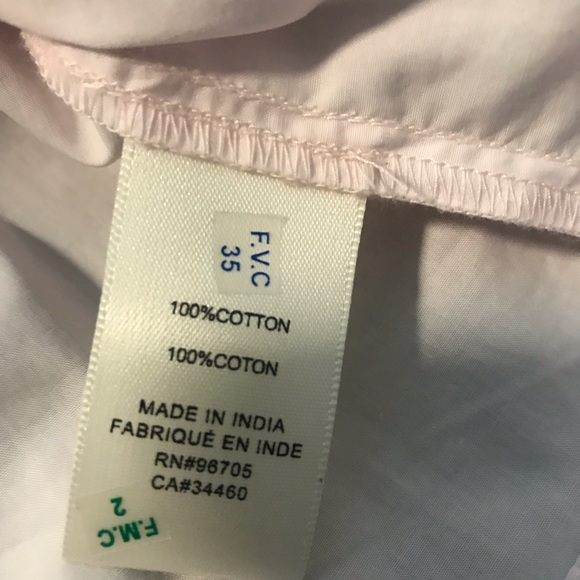 F.V.C
35
100%COTTON
100%COTON
MADE IN INDIA
FABRIQUÉ EN INDE
RN#96705
CA#34460
F.M.C
2